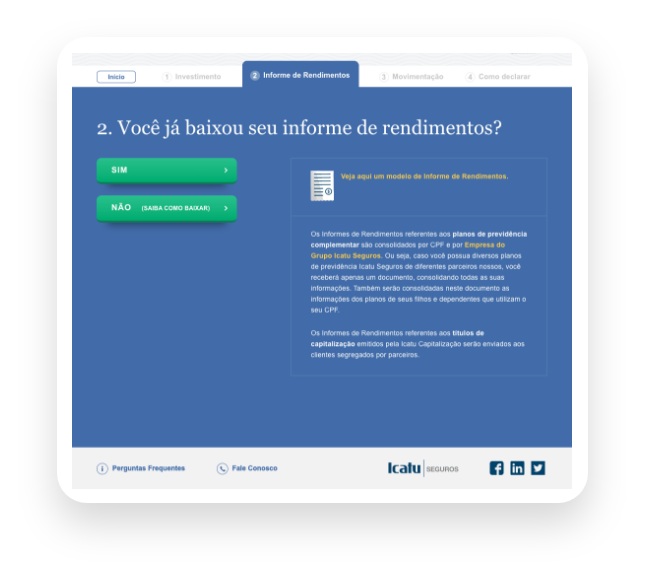 Início
1 Investimento
2 Informe de Rendimentos
3 Movimentação
4 Como declarar
2. Você já baixou seu informe de rendimentos?
SIM
NÃO (SAIBA COMO BAIXAR)
Veja aqui um modelo de Informe de Rendimentos.
Os Informes de Rendimentos referentes aos planos de previdência
complementar são consolidados por CPF e por Empresa do
Grupo Icatu Seguros. Ou seja, caso você possua diversos planos
de previdência Icatu Seguros de diferentes parceiros nossos, você
receberá apenas um documento, consolidando todas as suas
informações. Também serão consolidadas neste documento as
informações dos planos de seus filhos e dependentes que utilizam o
seu CPF.
Os Informes de Rendimentos referentes aos títulos de
capitalização emitidos pela Icatu Capitalização serão enviados aos
clientes segregados por parceiros.
Perguntas Frequentes
Fale Conosco
Icatu SEGUROS